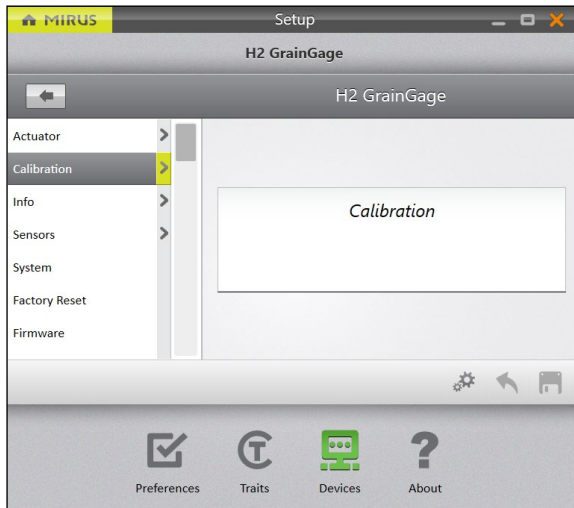 MIRUS Setup
H2 GrainGage
H2 GrainGage
Actuator
Calibration
Info
Sensors
System
Factory Reset
Firmware
Calibration
Preferences Traits Devices About